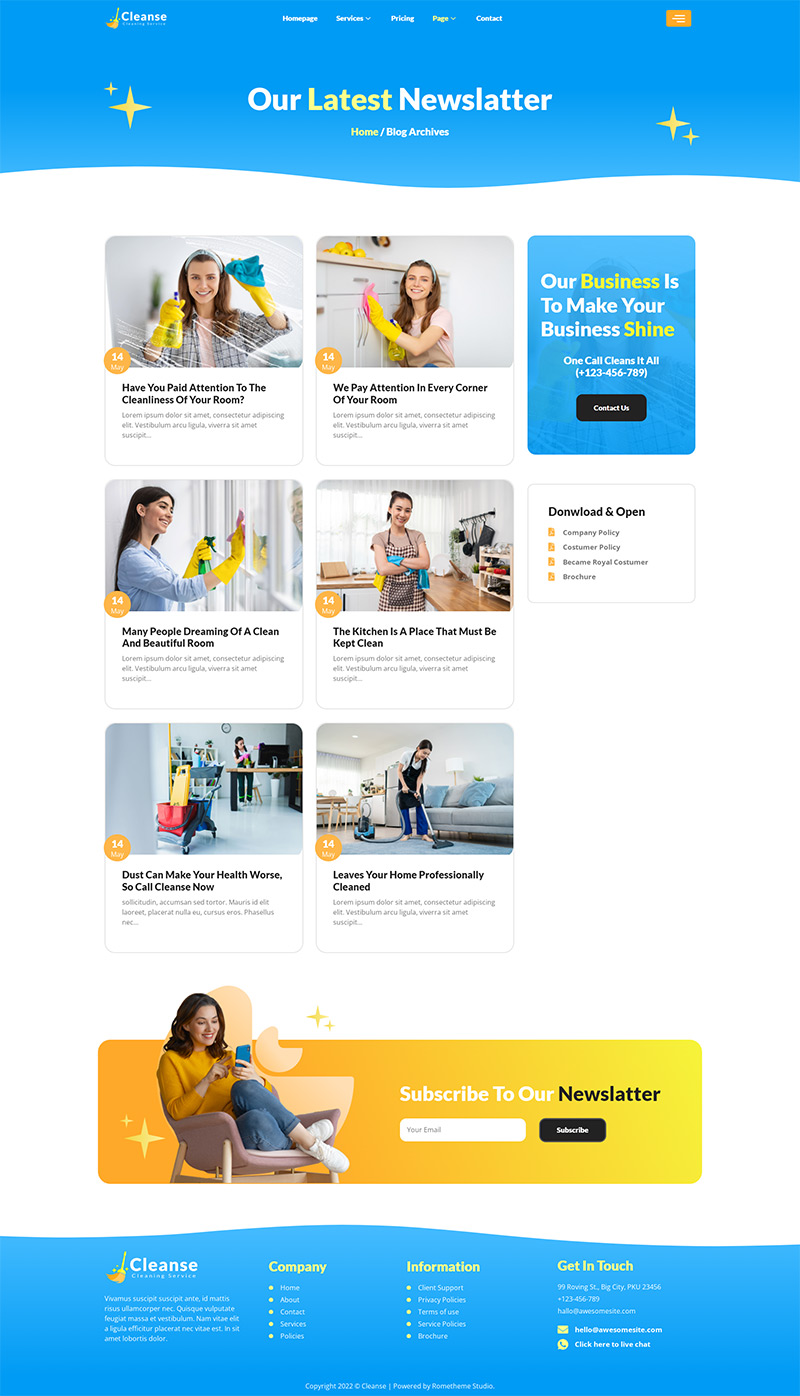 Cleanse
Cleaning Service
Homepage
Services
Pricing
Page
Contact
Our Latest Newslatter
Home / Blog Archives
14
May
Have You Paid Attention To The
Cleanliness Of Your Room?
Lorem ipsum dolor sit amet, consectetur adipiscing
elit. Vestibulum arcu ligula, viverra sit amet
suscipit...
14
May
We Pay Attention In Every Corner
Of Your Room
Lorem ipsum dolor sit amet, consectetur adipiscing
elit. Vestibulum arcu ligula, viverra sit amet
suscipit...
Our Business Is
To Make Your
Business Shine
One Call Cleans It All
(+123-456-789)
Contact Us
14
May
Many People Dreaming Of A Clean
And Beautiful Room
Lorem ipsum dolor sit amet, consectetur adipiscing
elit. Vestibulum arcu ligula, viverra sit amet
suscipit...
14
May
The Kitchen Is A Place That Must Be
Kept Clean
Lorem ipsum dolor sit amet, consectetur adipiscing
elit. Vestibulum arcu ligula, viverra sit amet
suscipit...
Donwload & Open
Company Policy
Costumer Policy
Became Royal Costumer
Brochure
14
May
Dust Can Make Your Health Worse,
So Call Cleanse Now
sollicitudin, accumsan sed tortor. Mauris id elit
laoreet, placerat nulla eu, cursus eros. Phasellus
nec...
14
May
Leaves Your Home Professionally
Cleaned
Lorem ipsum dolor sit amet, consectetur adipiscing
elit. Vestibulum arcu ligula, viverra sit amet
suscipit...
Subscribe To Our Newslatter
Your Email
Subscribe
Cleanse
Cleaning Service
Vivamus suscipit suscipit ante, id mattis
risus ullamcorper nec. Quisque vulputate
feugiat massa et vestibulum. Nam vitae elit
a ligula efficitur placerat nec vitae est. In sit
amet lobortis dolor.
Company
Home
About
Contact
Services
Policies
Information
Client Support
Privacy Policies
Terms of use
Service Policies
Brochure
Get In Touch
99 Roving St., Big City, PKU 23456
+123-456-789
hallo@awesomesite.com
hello@awesomesite.com
Click here to live chat
Copyright 2022 © Cleanse | Powered by Rometheme Studio.